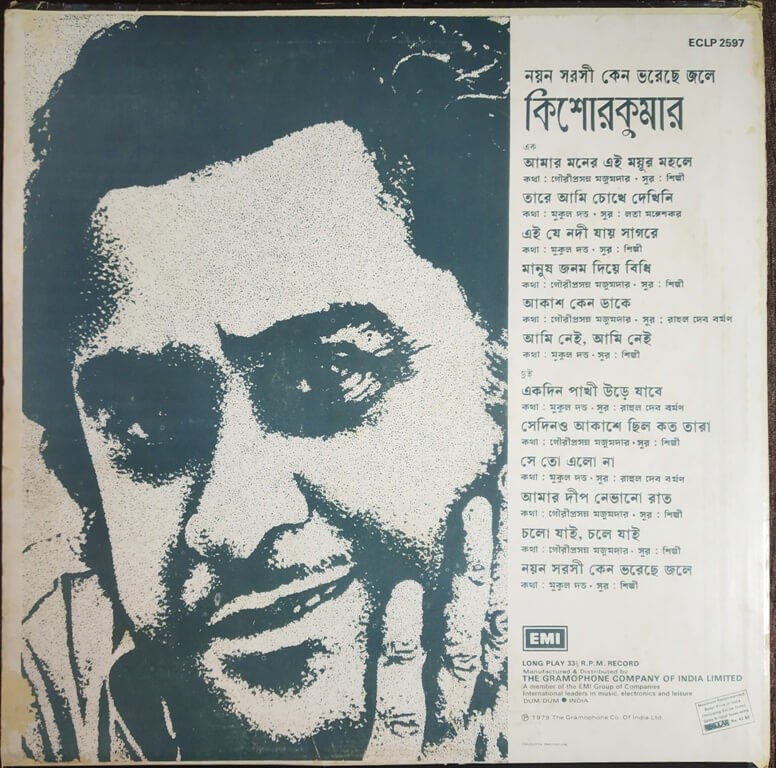 ECLP 2597
নয়ন সরসী কেন ভরেছে জলে
কিশোরকুমার
এক
আমার মনের এই ময়ূর মহলে
কথা : গৌরীপ্রসন্ন মজুমদার • সুর : শিল্পী
তারে আমি চোখে দেখিনি
কথা : মুকুল দত্ত • সুর : লতা মঙ্গেশকর
এই যে নদী যায় সাগরে
কথা : মুকুল দত্ত • সুর : শিল্পী
মানুষ জনম দিয়ে বিধি
কথা : গৌরীপ্রসন্ন মজুমদার • সুর : শিল্পী
আকাশ কেন ডাকে
কথা : গৌরীপ্রসন্ন মজুমদার • সুর : রাহুল দেব বর্মণ
আমি নেই, আমি নেই
কথা : মুকুল দত্ত • সুর : শিল্পী
দুই
একদিন পাখী উড়ে যাবে
কথা : মুকুল দত্ত • সুর : রাহুল দেব বর্মণ
সেদিনও আকাশে ছিল কত তারা
কথা : গৌরীপ্রসন্ন মজুমদার • সুর : শিল্পী
সে তো এলো না
কথা : মুকুল দত্ত • সুর : রাহুল দেব বর্মণ
আমার দীপ নেভানো রাত
কথা : গৌরীপ্রসন্ন মজুমদার • সুর : শিল্পী
চলো যাই, চলে যাই
কথা : গৌরীপ্রসন্ন মজুমদার • সুর : শিল্পী
নয়ন সরসী কেন ভরেছে জলে
কথা : মুকুল দত্ত • সুর : শিল্পী
EMI
LONG PLAY 33⅓ R.P.M. RECORD
Manufactured & Distributed by
THE GRAMOPHONE COMPANY OF INDIA LIMITED
A member of the EMI Group of Companies
International leaders in music, electronics and leisure
DUM DUM ● INDIA
℗ 1979 The Gramophone Co. Of India Ltd.